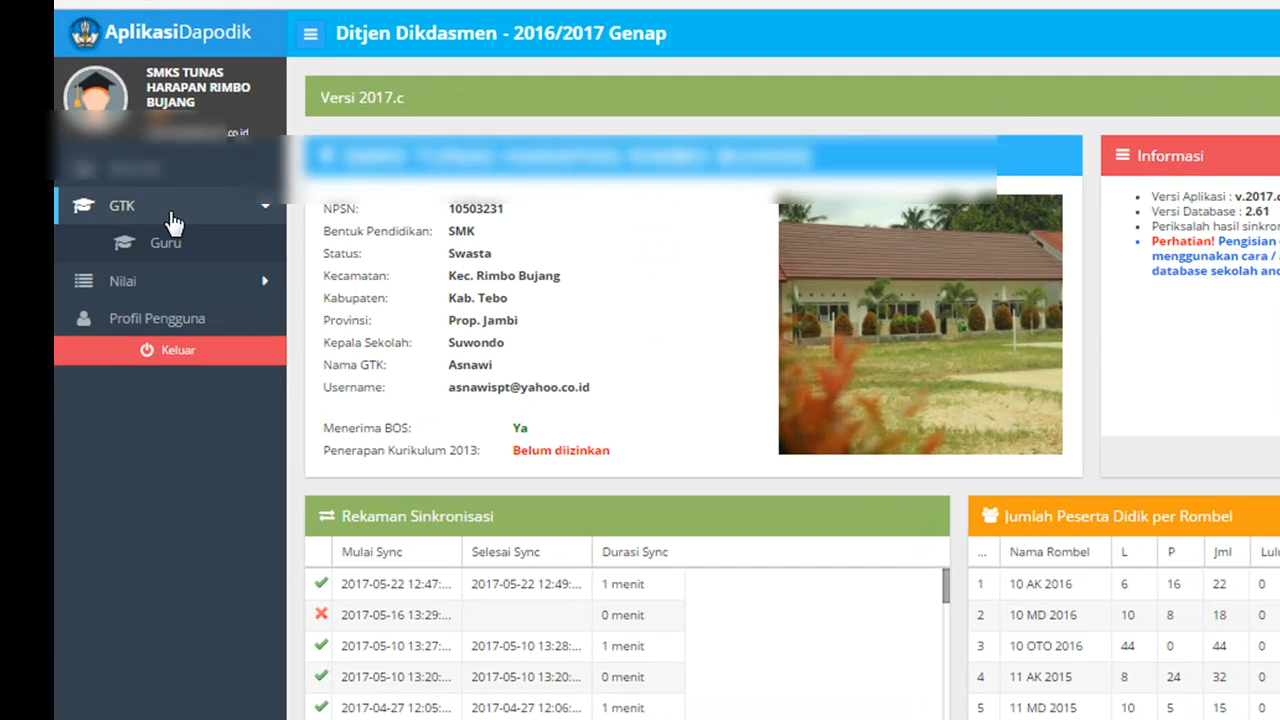 AplikasiDapodik
Ditjen Dikdasmen - 2016/2017 Genap
SMKS TUNAS
HARAPAN RIMBO
BUJANG
.co.id
GTK
Guru
Nilai
Profil Pengguna
Keluar
Versi 2017.c
SMKS TUNAS HARAPAN RIMBO BUJANG
NPSN: 10503231
Bentuk Pendidikan: SMK
Status: Swasta
Kecamatan: Kec. Rimbo Bujang
Kabupaten: Kab. Tebo
Provinsi: Prop. Jambi
Kepala Sekolah: Suwondo
Nama GTK: Asnawi
Username: asnawispt@yahoo.co.id
Menerima BOS: Ya
Penerapan Kurikulum 2013: Belum diizinkan
Informasi
• Versi Aplikasi : v.2017.c
• Versi Database : 2.61
• Periksalah hasil sinkron
• Perhatian! Pengisian
menggunakan cara /
database sekolah and
Rekaman Sinkronisasi
Mulai Sync Selesai Sync Durasi Sync
2017-05-22 12:47:... 2017-05-22 12:49:... 1 menit
2017-05-16 13:29:... 0 menit
2017-05-10 13:27:... 2017-05-10 13:28:... 1 menit
2017-05-10 13:20:... 2017-05-10 13:20:... 0 menit
2017-04-27 12:05:... 2017-04-27 12:06:... 1 menit
Jumlah Peserta Didik per Rombel
... Nama Rombel L P Jml Lulu
1 10 AK 2016 6 16 22 0
2 10 MD 2016 10 8 18 0
3 10 OTO 2016 44 0 44 0
4 11 AK 2015 8 24 32 0
5 11 MD 2015 10 5 15 0